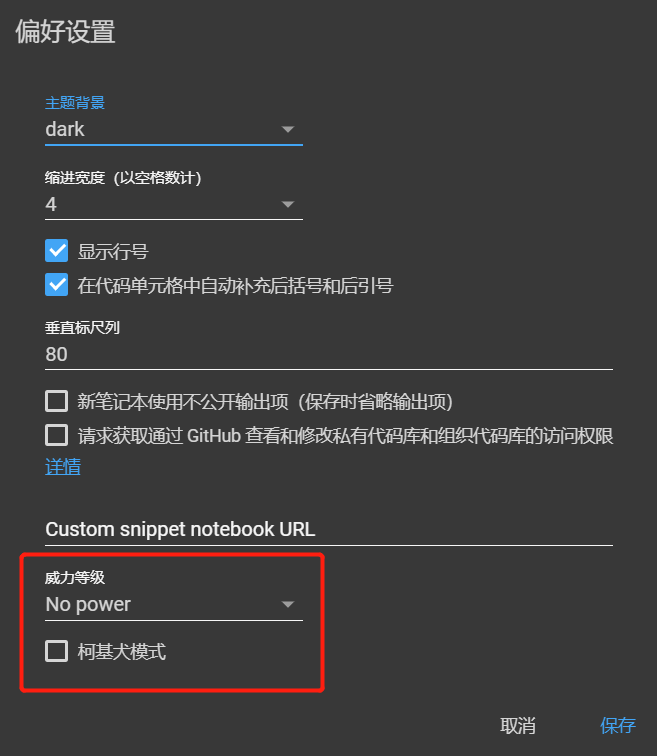 偏好设置
主题背景
dark
缩进宽度（以空格数计）
4
显示行号
在代码单元格中自动补充后括号和后引号
垂直标尺列
80
新笔记本使用不公开输出项（保存时省略输出项）
请求获取通过 GitHub 查看和修改私有代码库和组织代码库的访问权限
详情
Custom snippet notebook URL
威力等级
No power
柯基犬模式
取消 保存